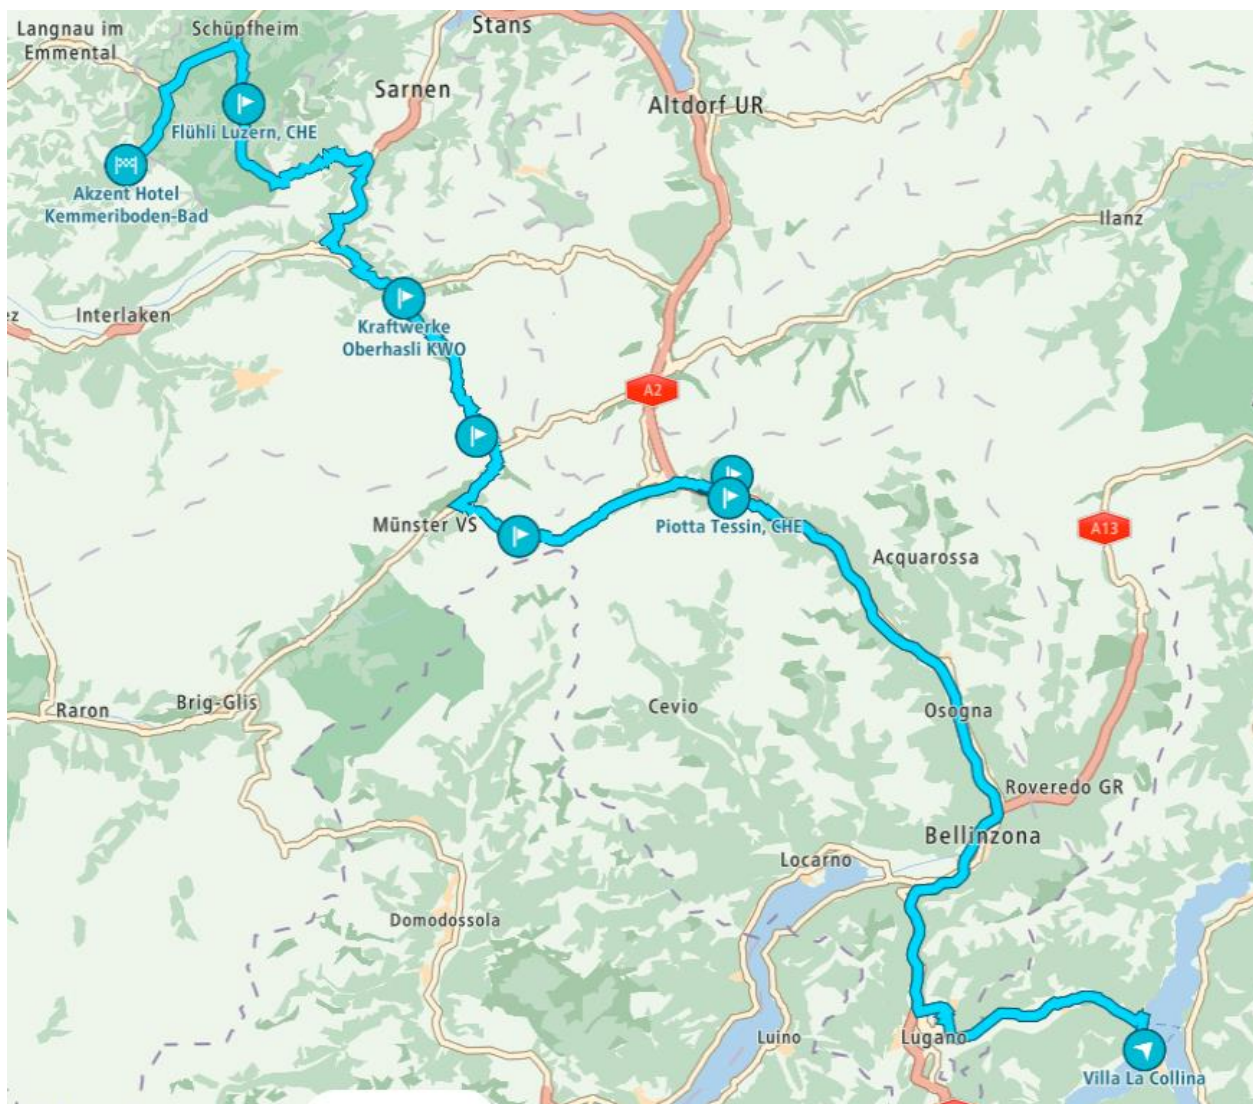 Langnau im
Emmental
Schüpfheim
Stans
Sarnen
Altdorf UR
Flühli Luzern, CHE
Akzent Hotel
Kemmeriboden-Bad
Ilanz
ez
Interlaken
Kraftwerke
Oberhasli KWO
A2
Münster VS
Piotta Tessin, CHE
A13
Acquarossa
Raron
Brig-Glis
Cevio
Osogna
Roveredo GR
Bellinzona
Locarno
Domodossola
Luino
Lugano
Villa La Collina